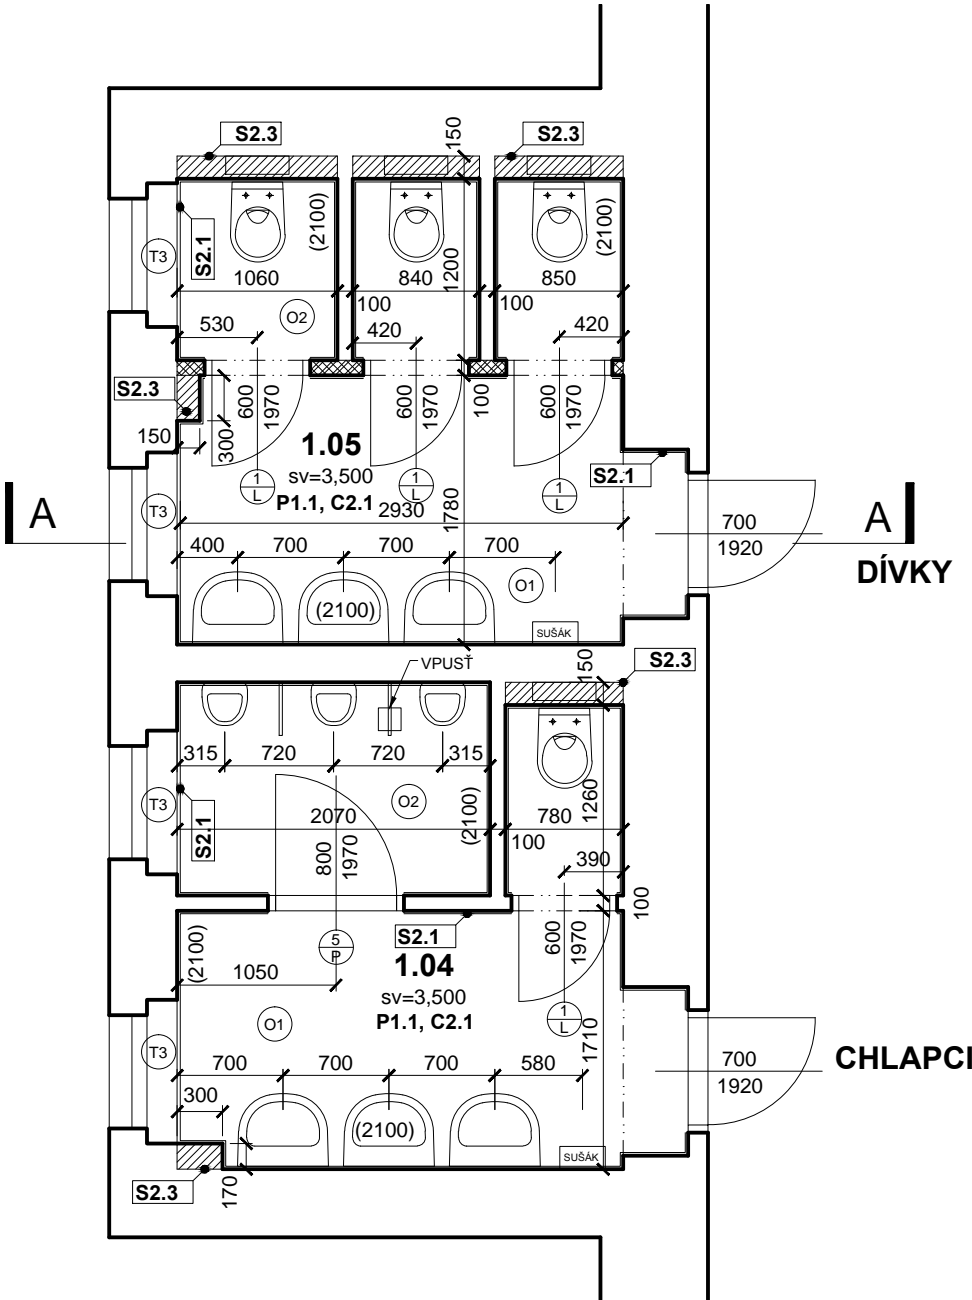 S2.3
S2.3
150
S2.1
T3
(2100)
(2100)
1200
1060
840
850
100
100
O2
530
420
420
S2.3
600
1970
600
1970
100
600
1970
150
300
1.05
sv=3,500
P1.1, C2.1
1
L
1
L
1
L
S2.1
A
T3
2930
1780
700
1920
A
DÍVKY
400
700
700
700
(2100)
O1
SUŠÁK
VPUSŤ
150
S2.3
315
720
720
315
T3
S2.1
O2
(2100)
1260
2070
780
100
800
1970
390
100
S2.1
600
1970
(2100)
5
P
1.04
sv=3,500
P1.1, C2.1
1050
O1
1
L
1710
T3
700
700
700
580
700
1920
CHLAPCI
300
(2100)
SUŠÁK
S2.3
170